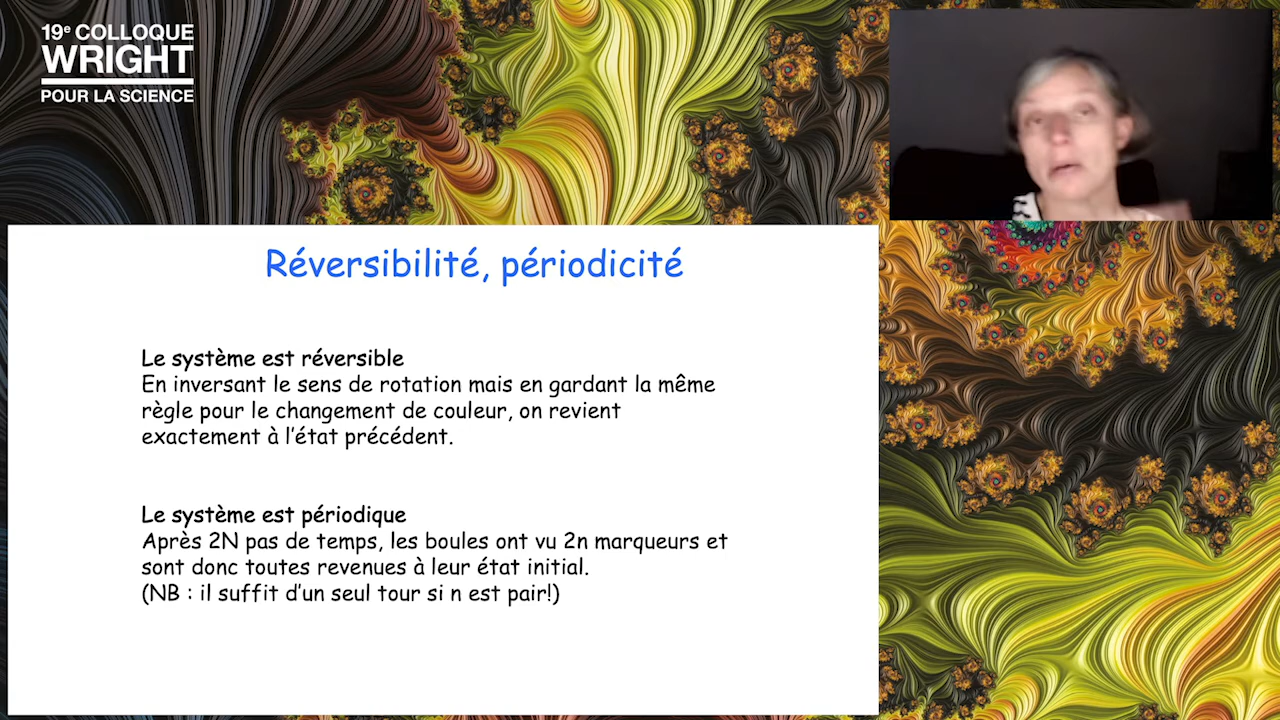 19e COLLOQUE
WRIGHT
POUR LA SCIENCE
Réversibilité, périodicité
Le système est réversible
En inversant le sens de rotation mais en gardant la même
règle pour le changement de couleur, on revient
exactement à l'état précédent.
Le système est périodique
Après 2N pas de temps, les boules ont vu 2n marqueurs et
sont donc toutes revenues à leur état initial.
(NB : il suffit d'un seul tour si n est pair!)